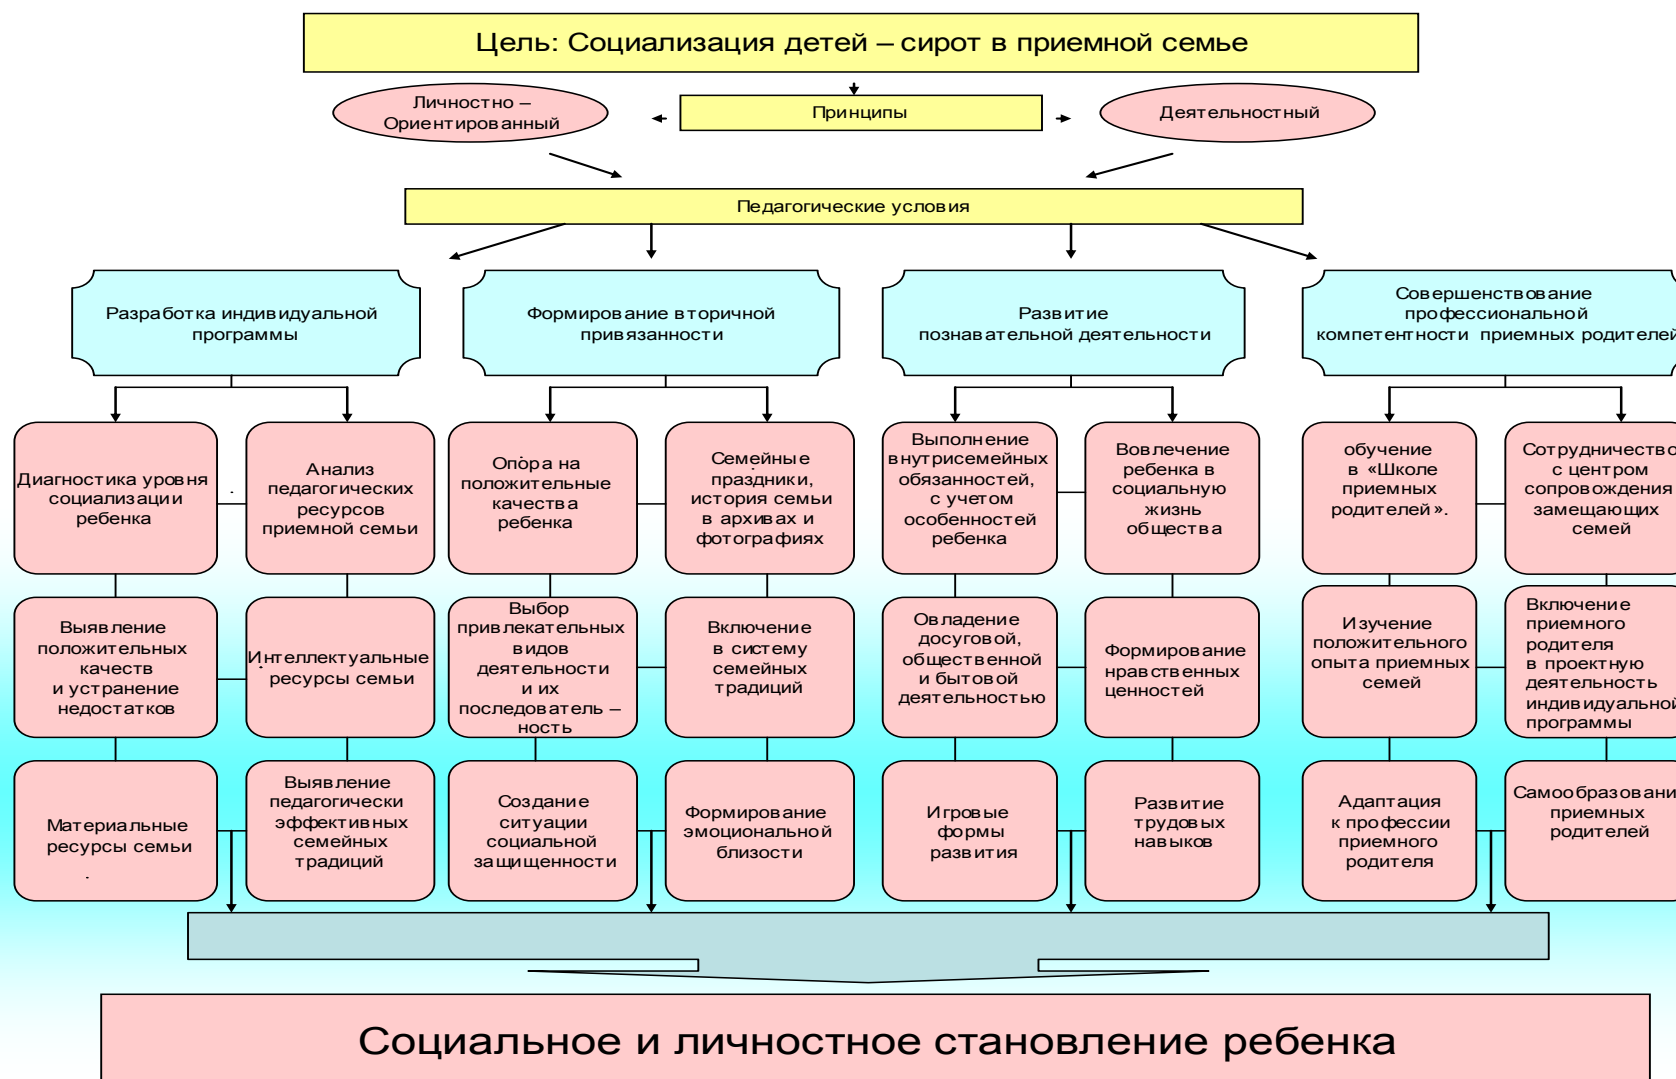 Цель: Социализация детей – сирот в приемной семье
Личностно –
Ориентированный
Принципы
Деятельностный
Педагогические условия
Разработка индивидуальной
программы
Формирование вторичной
привязанности
Развитие
познавательной деятельности
Совершенствование
профессиональной
компетентности приемных родителей
Диагностика уровня
социализации
ребенка
Анализ
педагогических
ресурсов
приемной семьи
Опора на
положительные
качества
ребенка
Семейные
праздники,
история семьи
в архивах и
фотографиях
Выполнение
внутрисемейных
обязанностей,
с учетом
особенностей
ребенка
Вовлечение
ребенка в
социальную
жизнь
общества
обучение
в «Школе
приемных
родителей».
Сотрудничество
с центром
сопровождения
замещающих
семей
Выявление
положительных
качеств
и устранение
недостатков
Интеллектуальные
ресурсы семьи
Выбор
привлекательных
видов
деятельности
и их
последователь –
ность
Включение
в систему
семейных
традиций
Овладение
досуговой,
общественной
и бытовой
деятельностью
Формирование
нравственных
ценностей
Изучение
положительного
опыта приемных
семей
Включение
приемного
родителя
в проектную
деятельность
индивидуальной
программы
Материальные
ресурсы семьи
.
Выявление
педагогически
эффективных
семейных
традиций
Создание
ситуации
социальной
защищенности
Формирование
эмоциональной
близости
Игровые
формы
развития
Развитие
трудовых
навыков
Адаптация
к профессии
приемного
родителя
Самообразовани
приемных
родителей
Социальное и личностное становление ребенка